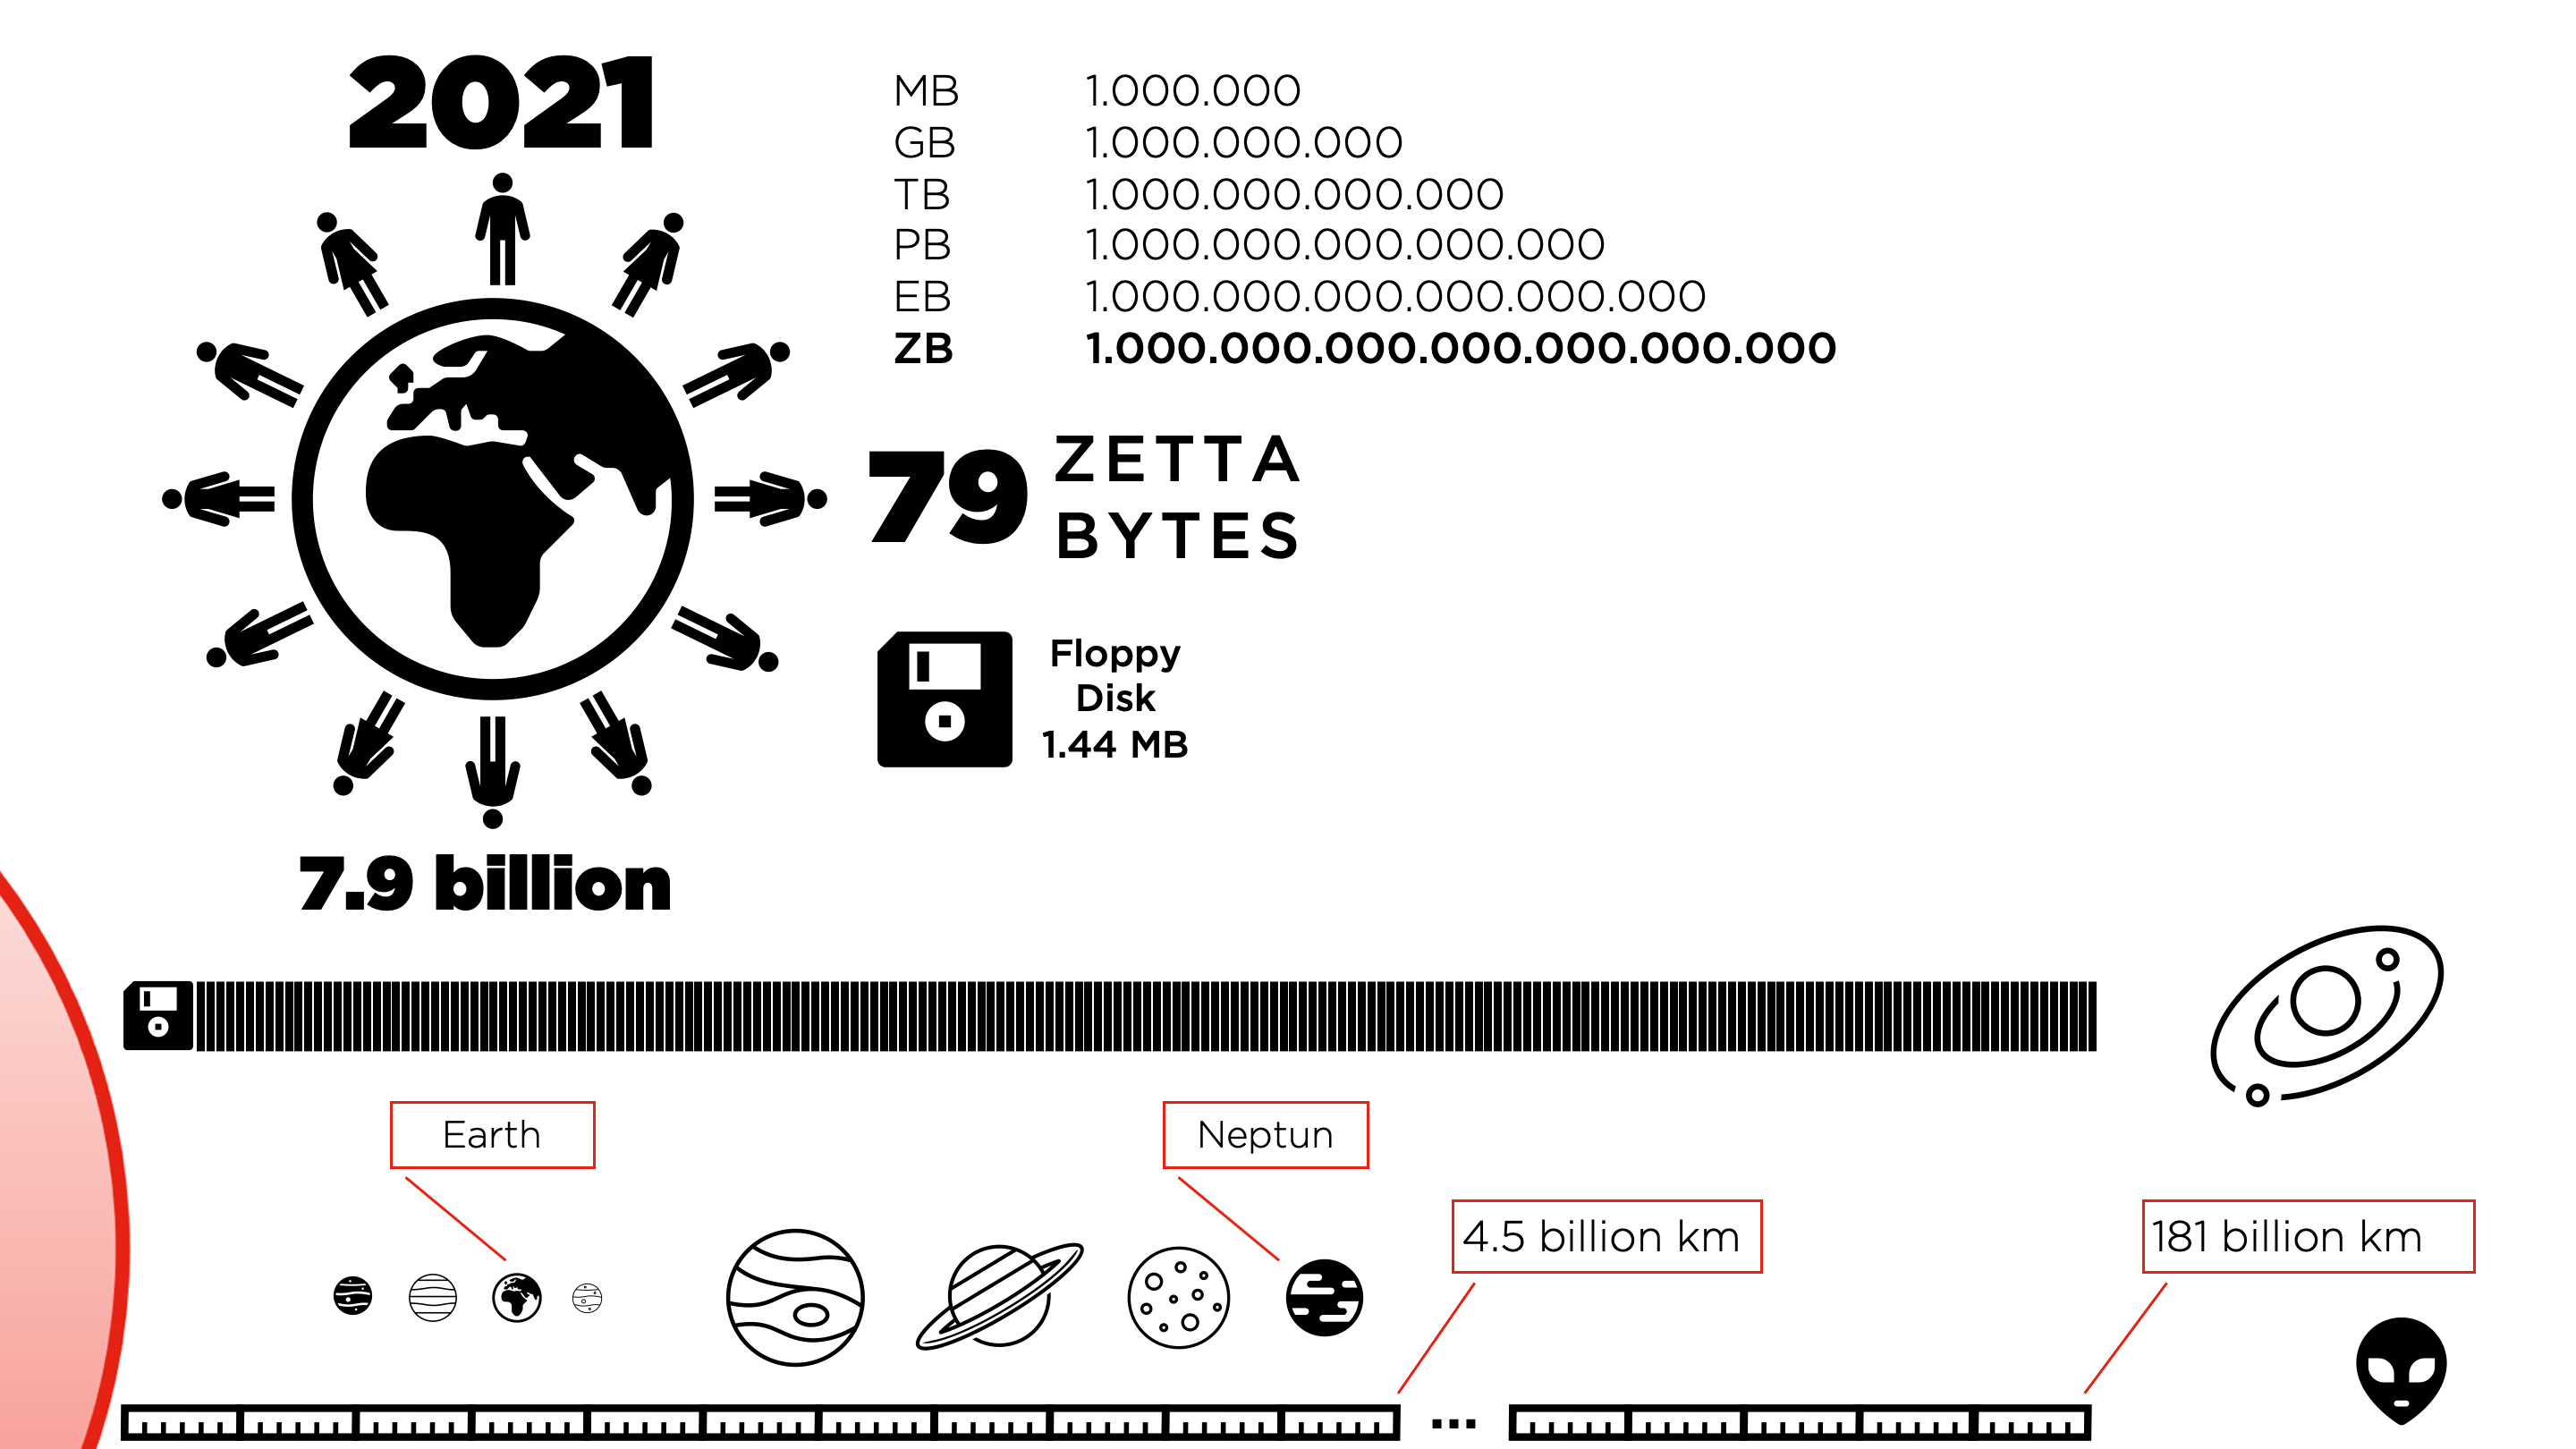 2021
MB 1.000.000
GB 1.000.000.000
TB 1.000.000.000.000
PB 1.000.000.000.000.000
EB 1.000.000.000.000.000.000
ZB 1.000.000.000.000.000.000.000
79 ZETTA
BYTES
Floppy
Disk
1.44 MB
7.9 billion
Earth
Neptun
4.5 billion km
181 billion km
...